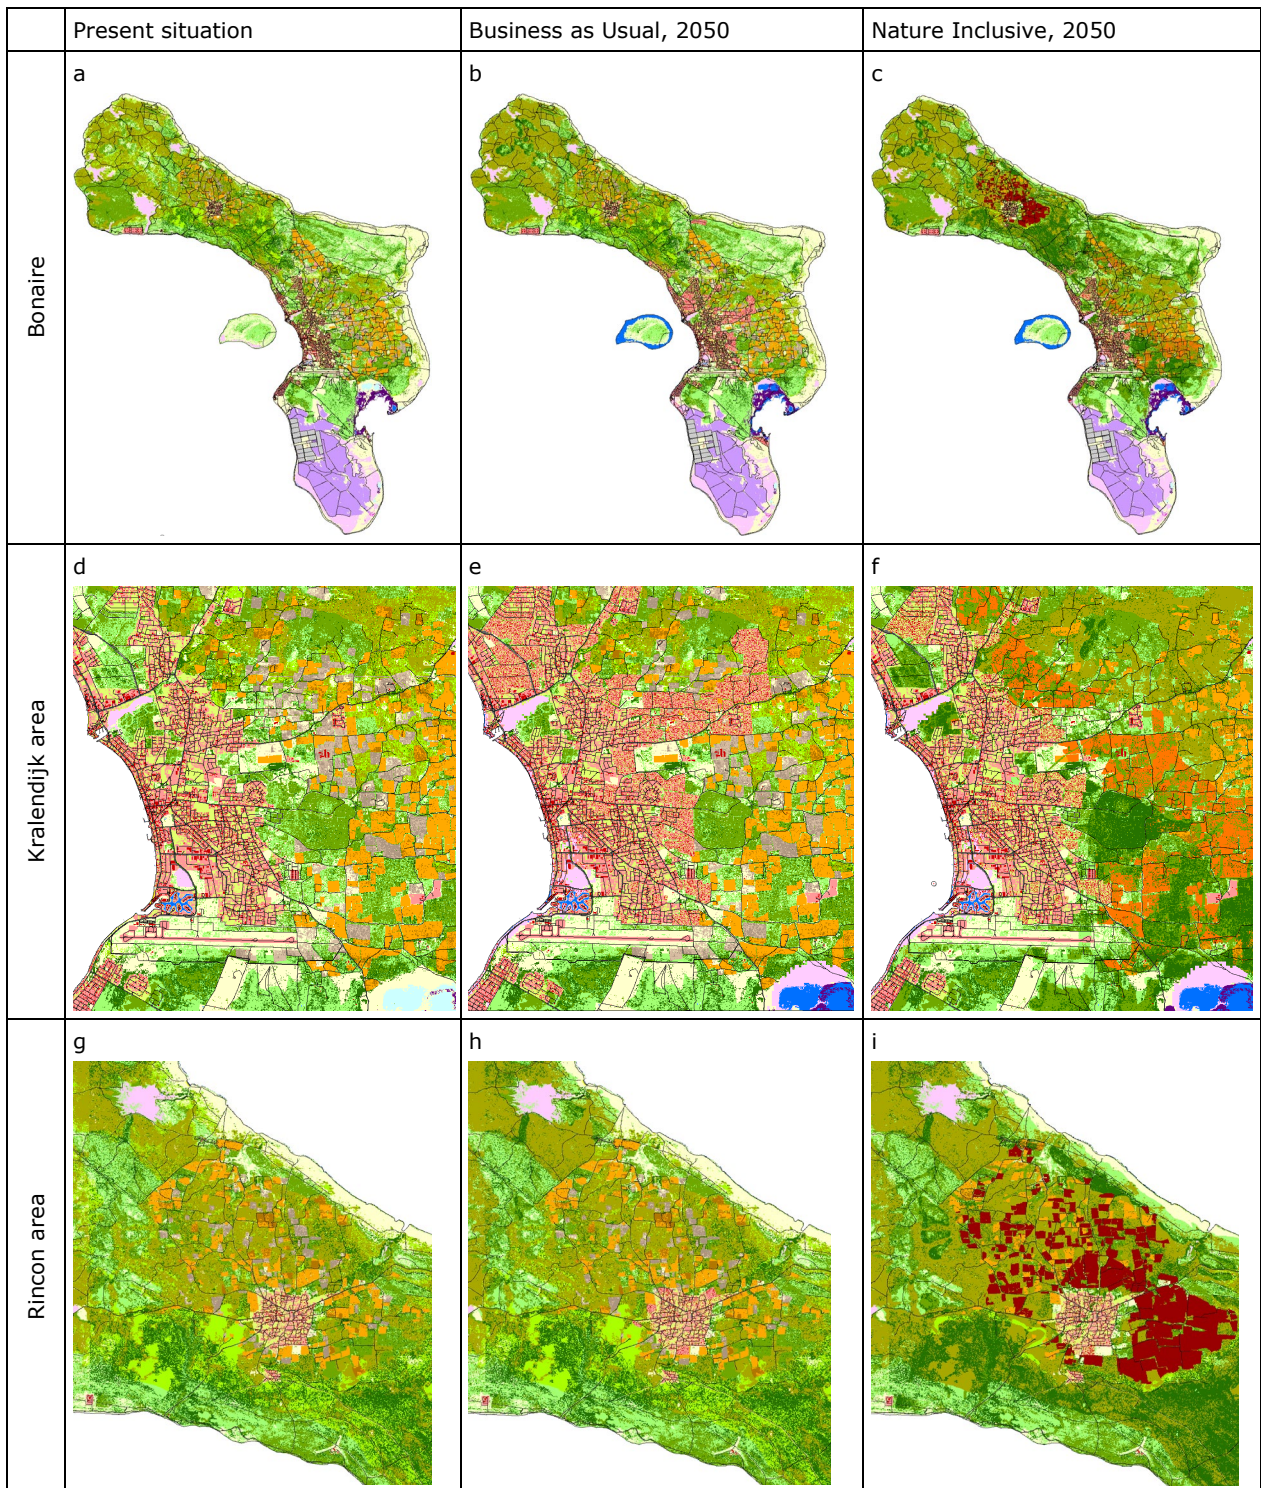 Present situation
Business as Usual, 2050
Nature Inclusive, 2050
Bonaire
a
b
c
Kralendijk area
d
e
f
Rincon area
g
h
i